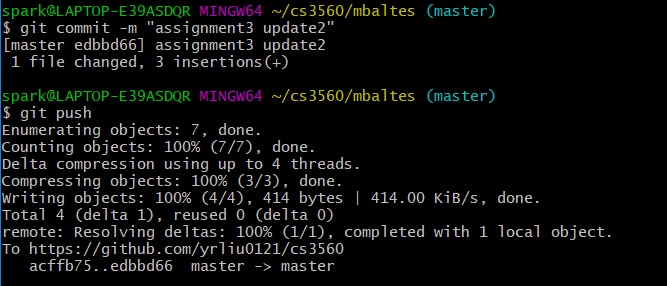 spark@LAPTOP-E39ASDQR MINGW64 ~/cs3560/mbaltes (master)
$ git commit -m "assignment3 update2"
[master edbbd66] assignment3 update2
 1 file changed, 3 insertions(+)

spark@LAPTOP-E39ASDQR MINGW64 ~/cs3560/mbaltes (master)
$ git push
Enumerating objects: 7, done.
Counting objects: 100% (7/7), done.
Delta compression using up to 4 threads.
Compressing objects: 100% (3/3), done.
Writing objects: 100% (4/4), 414 bytes | 414.00 KiB/s, done.
Total 4 (delta 1), reused 0 (delta 0)
remote: Resolving deltas: 100% (1/1), completed with 1 local object.
To https://github.com/yrliu0121/cs3560
   acffb75..edbbd66  master -> master